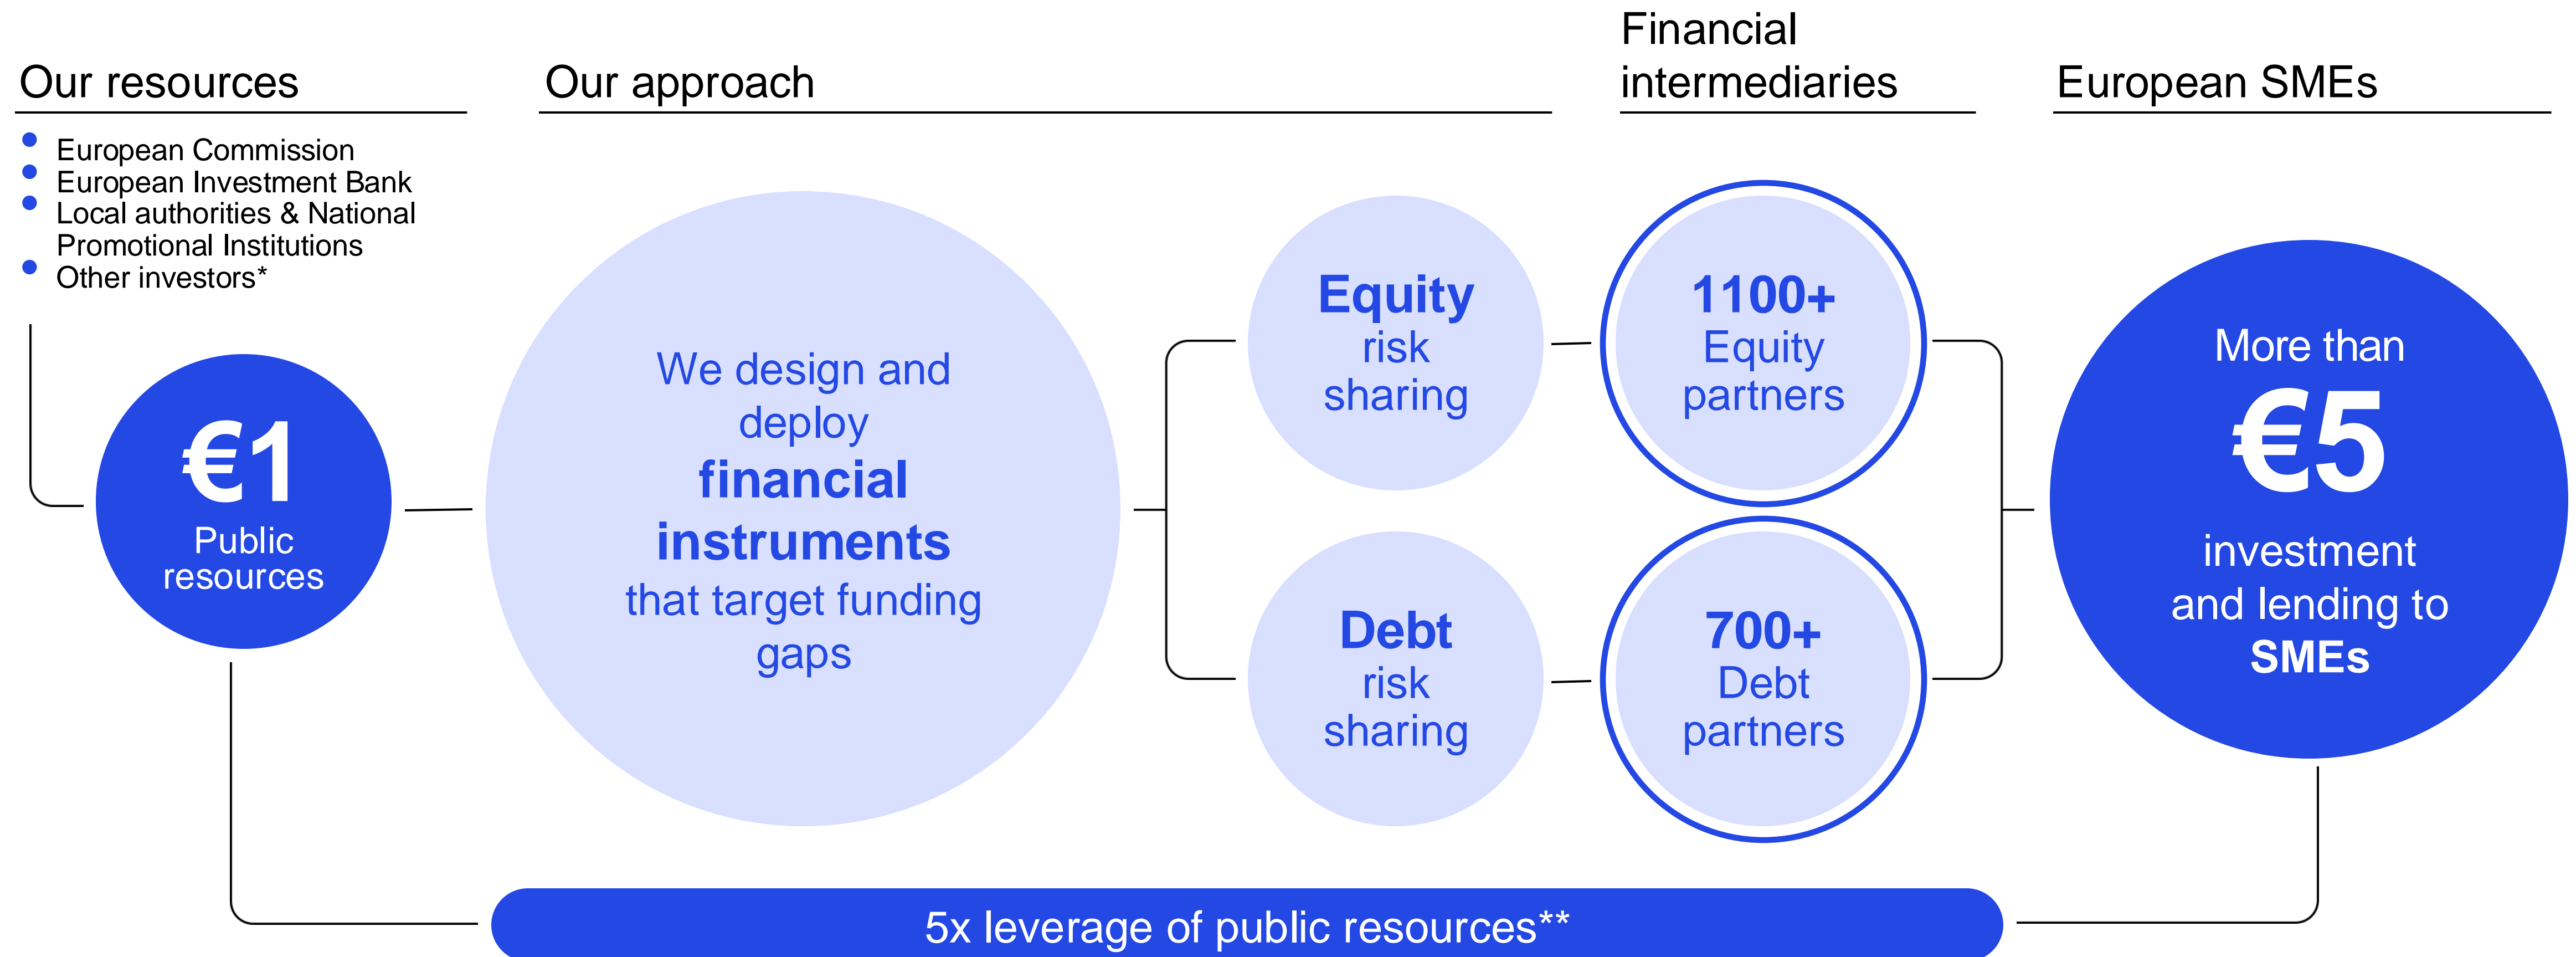 Our resources
Our approach
Financial
intermediaries
European SMEs
European Commission
European Investment Bank
Local authorities & National
Promotional Institutions
Other investors*
€1
Public
resources
We design and
deploy
financial
instruments
that target funding
gaps
Equity
risk
sharing
Debt
risk
sharing
1100+
Equity
partners
700+
Debt
partners
More than
€5
investment
and lending to
SMEs
5x leverage of public resources**